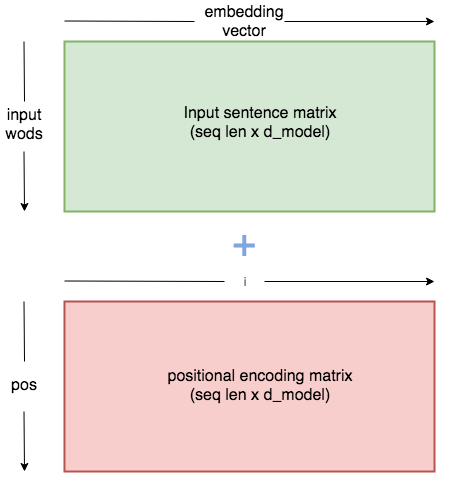 embedding
vector
input
wods
Input sentence matrix
(seq len x d_model)
+
i
pos
positional encoding matrix
(seq len x d_model)